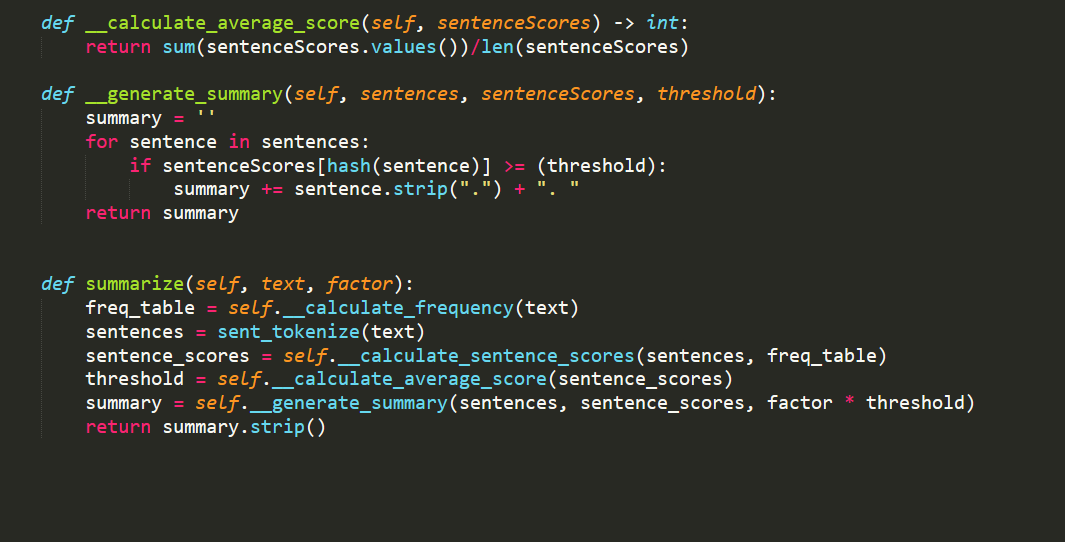 def __calculate_average_score(self, sentenceScores) -> int:
    return sum(sentenceScores.values())/len(sentenceScores)

def __generate_summary(self, sentences, sentenceScores, threshold):
    summary = ''
    for sentence in sentences:
        if sentenceScores[hash(sentence)] >= (threshold):
            summary += sentence.strip(".") + ". "
    return summary


def summarize(self, text, factor):
    freq_table = self.__calculate_frequency(text)
    sentences = sent_tokenize(text)
    sentence_scores = self.__calculate_sentence_scores(sentences, freq_table)
    threshold = self.__calculate_average_score(sentence_scores)
    summary = self.__generate_summary(sentences, sentence_scores, factor * threshold)
    return summary.strip()